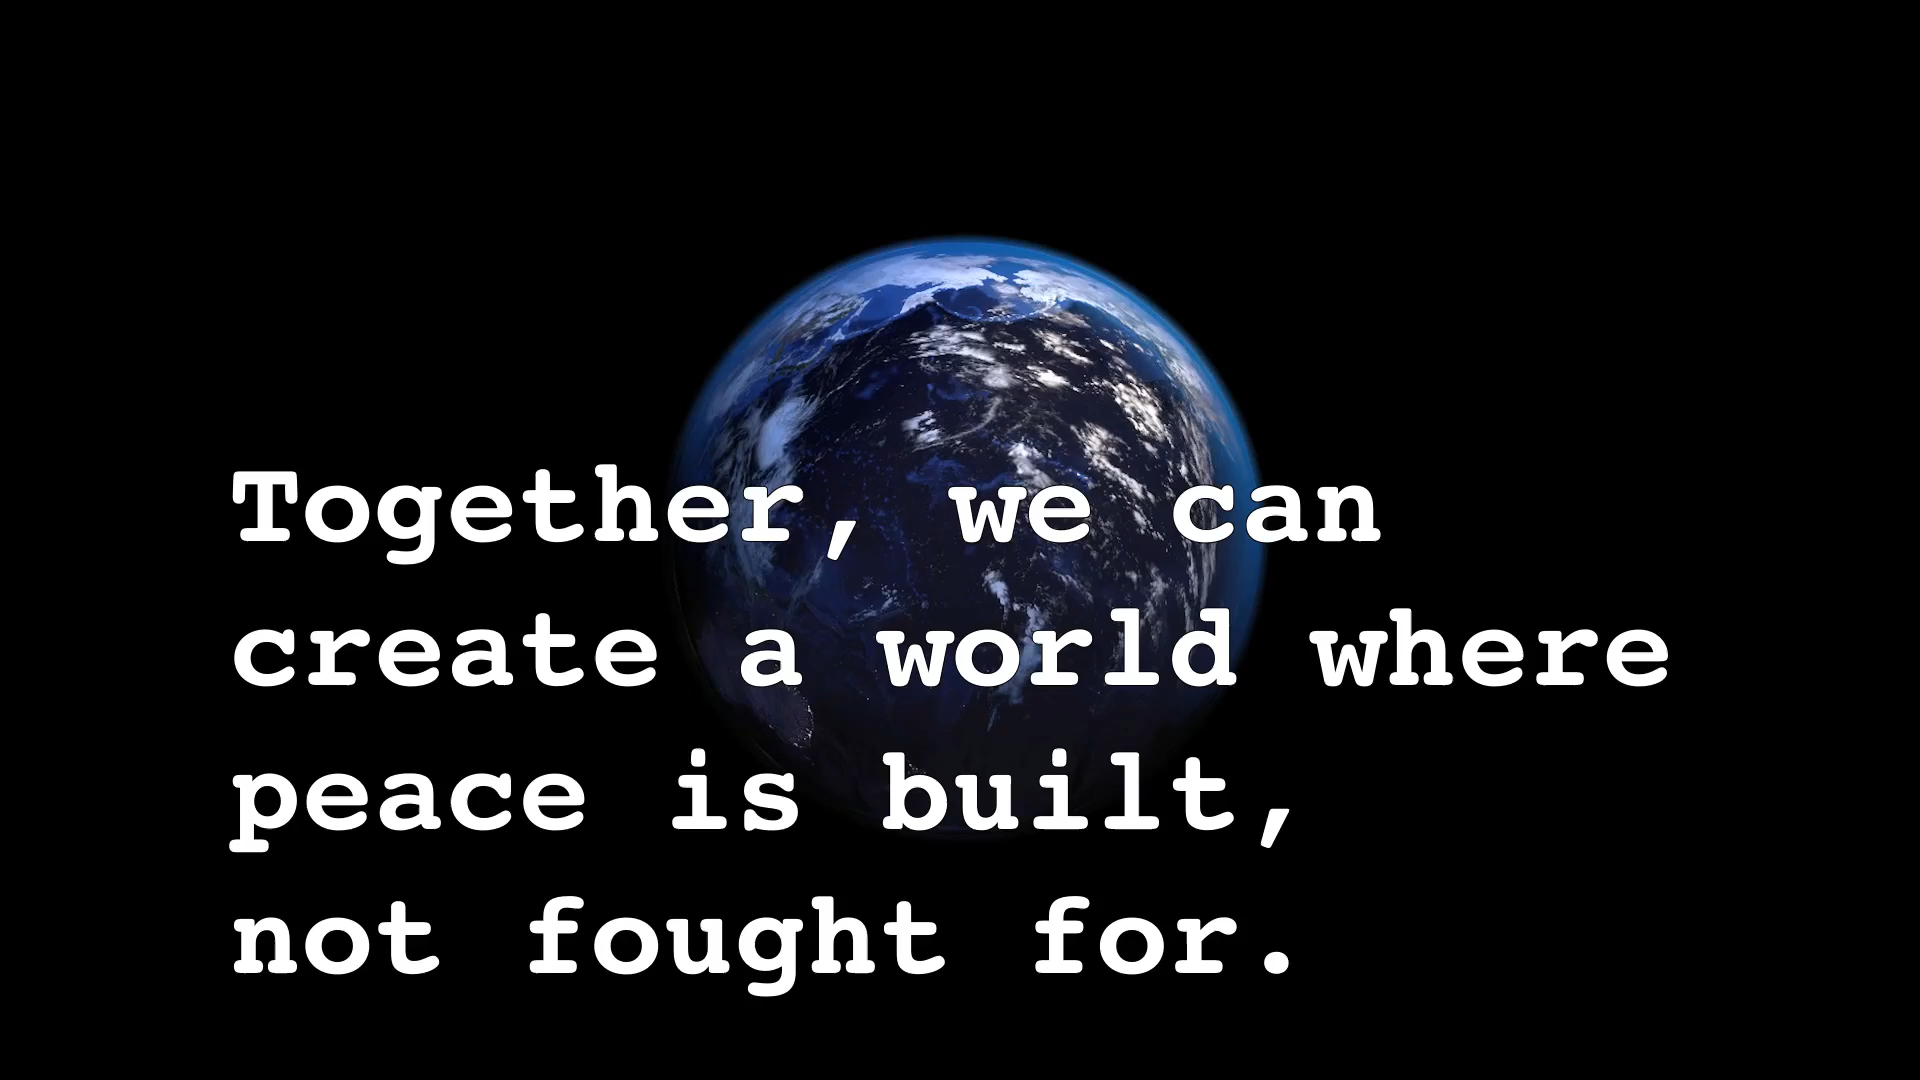 Together, we can
create a world where
peace is built,
not fought for.